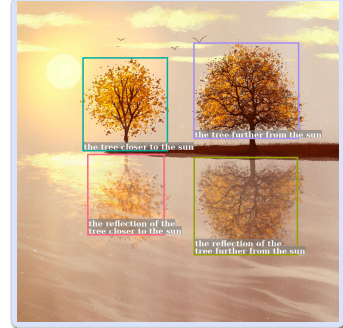 the tree further from the sun
the tree closer to the sun
the reflection of the
tree closer to the sun
the reflection of the
tree further from the sun